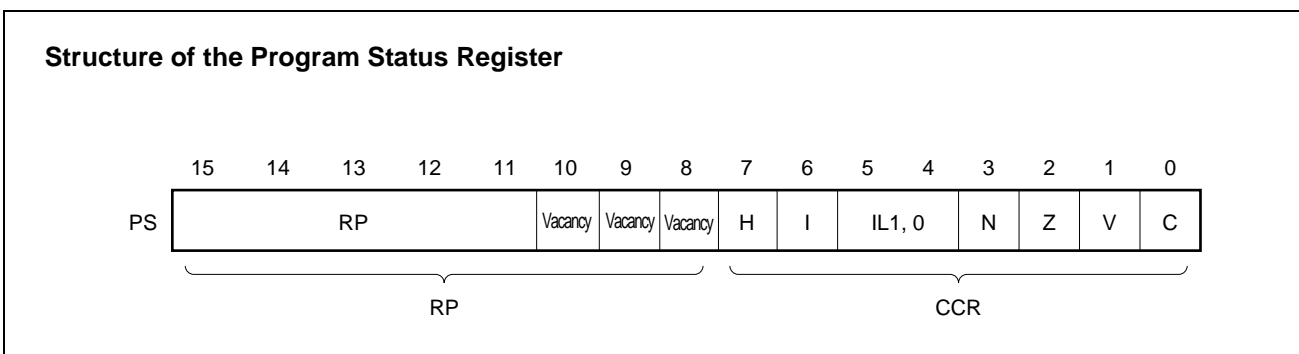 Structure of the Program Status Register
15 14 13 12 11 10 9 8 7 6 5 4 3 2 1 0
PS RP Vacancy Vacancy Vacancy H I IL1, 0 N Z V C
RP CCR